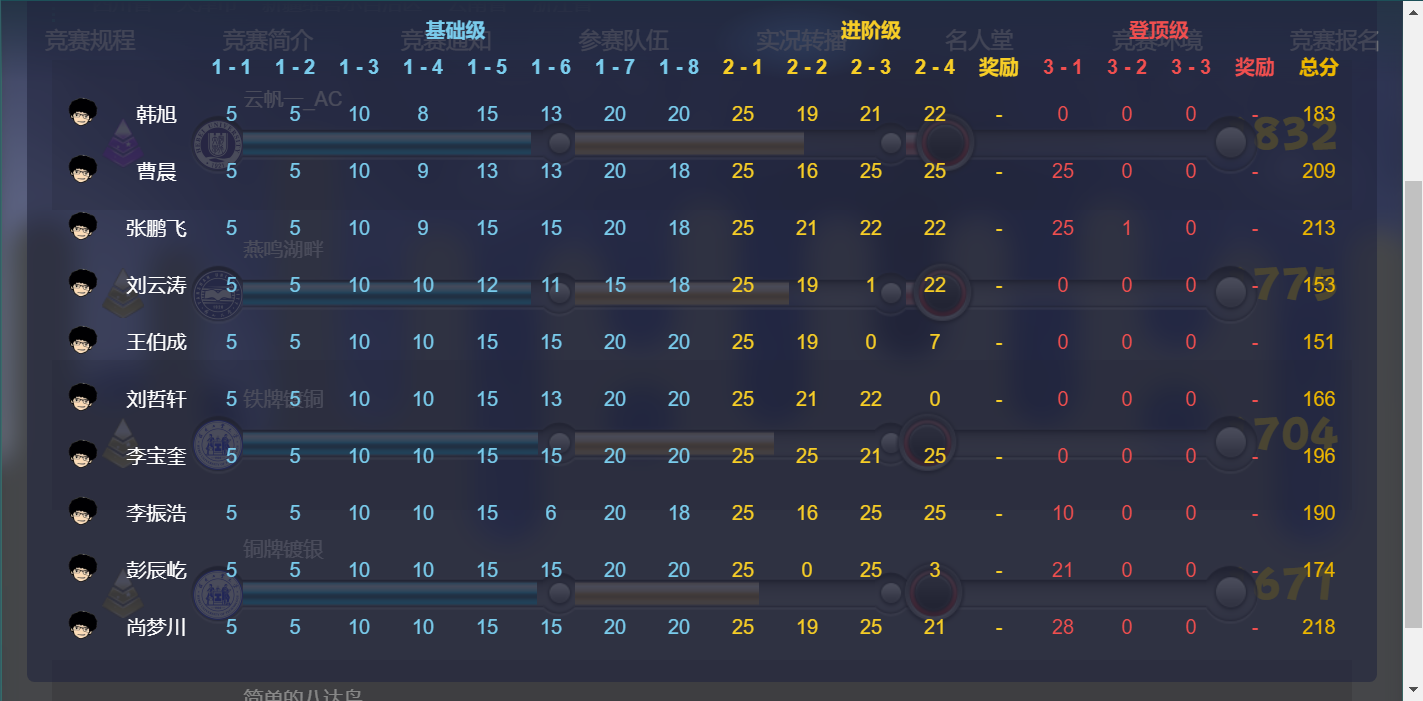 基础级 进阶级 登顶级
竞赛规程 竞赛简介 竞赛通知 参赛队伍 实况转播 名人堂 竞赛环境 竞赛报名
1 - 1 1 - 2 1 - 3 1 - 4 1 - 5 1 - 6 1 - 7 1 - 8 2 - 1 2 - 2 2 - 3 2 - 4 奖励 3 - 1 3 - 2 3 - 3 奖励 总分
云帆一_AC
韩旭 5 5 10 8 15 13 20 20 25 19 21 22 - 0 0 0 - 183
832
曹晨 5 5 10 9 13 13 20 18 25 16 25 25 - 25 0 0 - 209
张鹏飞 5 5 10 9 15 15 20 18 25 21 22 22 - 25 1 0 - 213
燕鸣湖畔
刘云涛 5 5 10 10 12 11 15 18 25 19 1 22 - 0 0 0 - 153
775
王伯成 5 5 10 10 15 15 20 20 25 19 0 7 - 0 0 0 - 151
刘哲轩 5 5 10 10 15 13 20 20 25 21 22 0 - 0 0 0 - 166
铁牌镀铜
704
李宝奎 5 5 10 10 15 15 20 20 25 25 21 25 - 0 0 0 - 196
李振浩 5 5 10 10 15 6 20 18 25 16 25 25 - 10 0 0 - 190
铜牌镀银
彭辰屹 5 5 10 10 15 15 20 20 25 0 25 3 - 21 0 0 - 174
671
尚梦川 5 5 10 10 15 15 20 20 25 19 25 21 - 28 0 0 - 218
简单的八达鸟